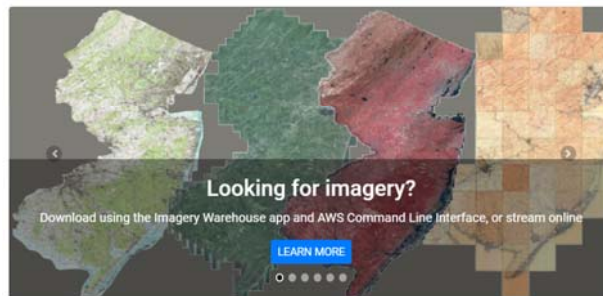 Looking for imagery?
Download using the Imagery Warehouse app and AWS Command Line Interface, or stream online
LEARN MORE